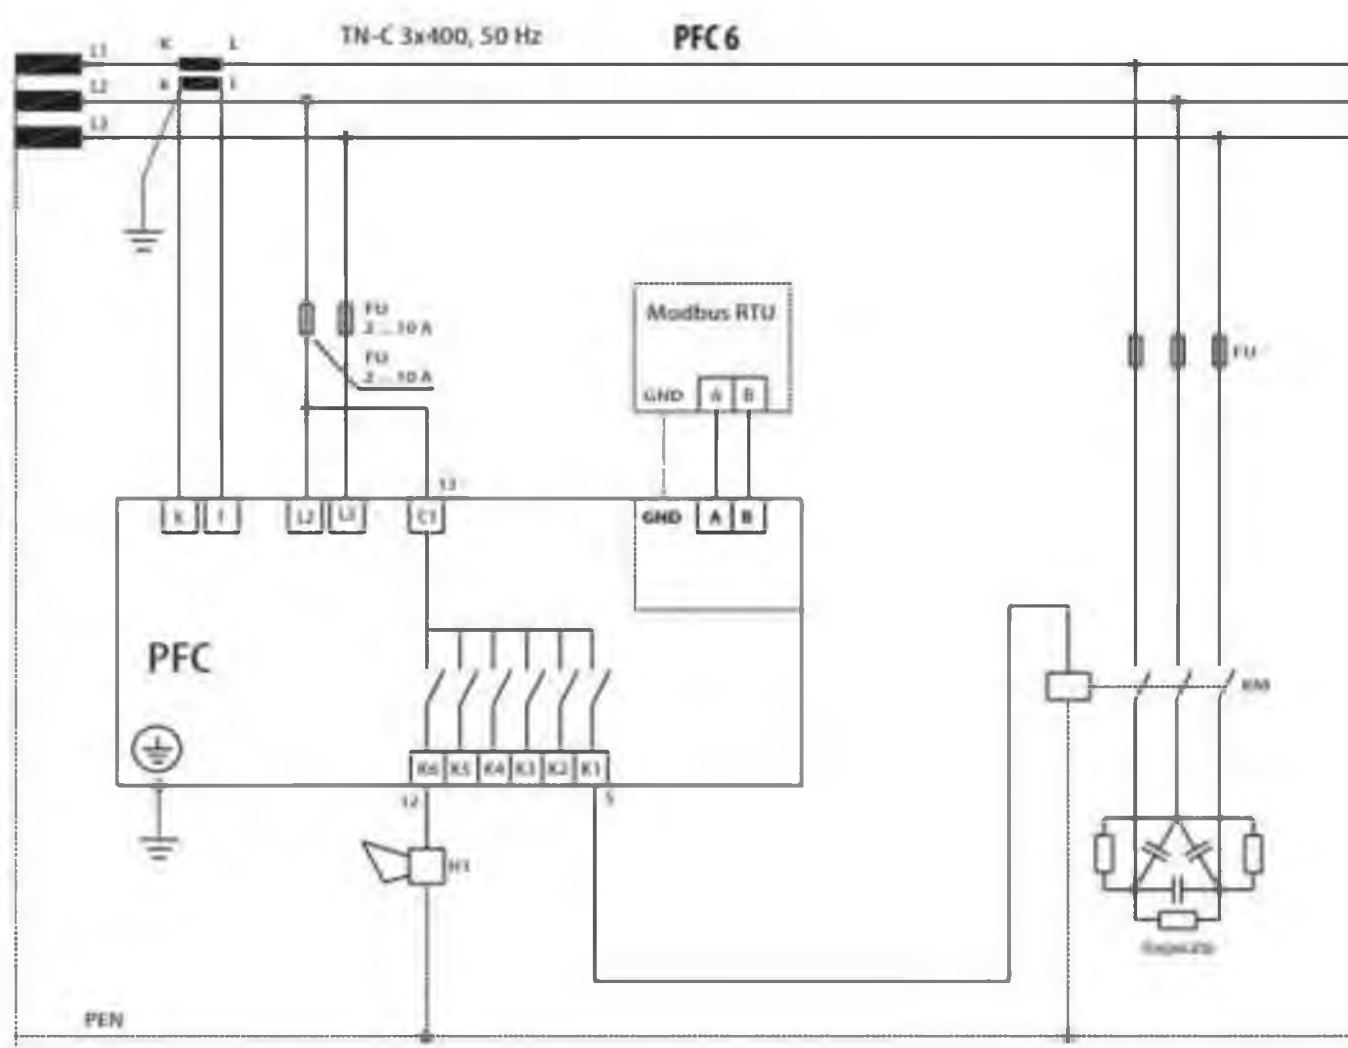 TN-C 3x400, 50 Hz
PFC 6
L1
K
L
L2
K
L3
FU
2 ... 10 A
FU
2 ... 10 A
Modbus RTU
GND
A
B
FU
13
K
L2
L3
C1
GND
A
B
PFC
KM
K6
K5
K4
K3
K2
K1
12
5
H1
PEN